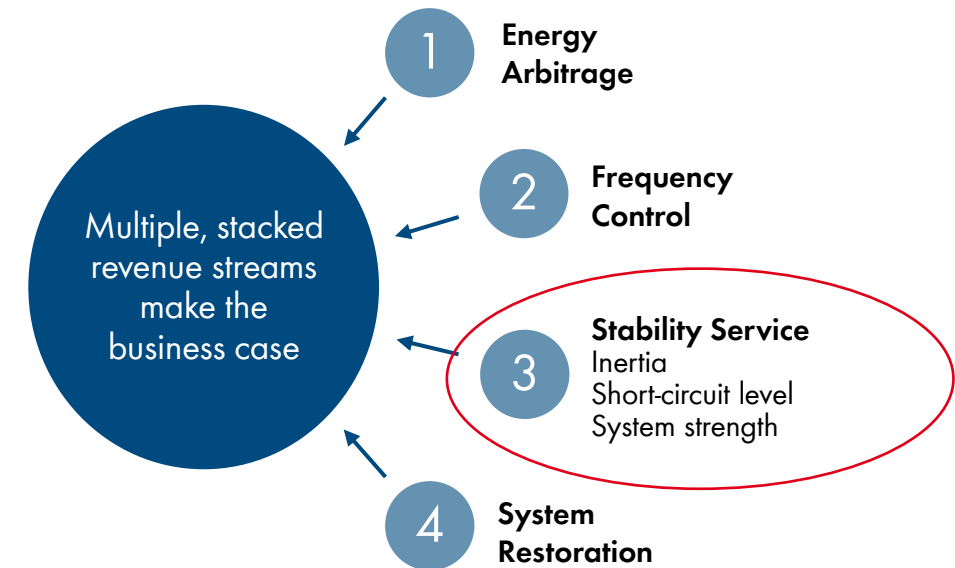 Multiple, stacked
revenue streams
make the
business case
1
Energy
Arbitrage
2
Frequency
Control
3
Stability Service
Inertia
Short-circuit level
System strength
4
System
Restoration